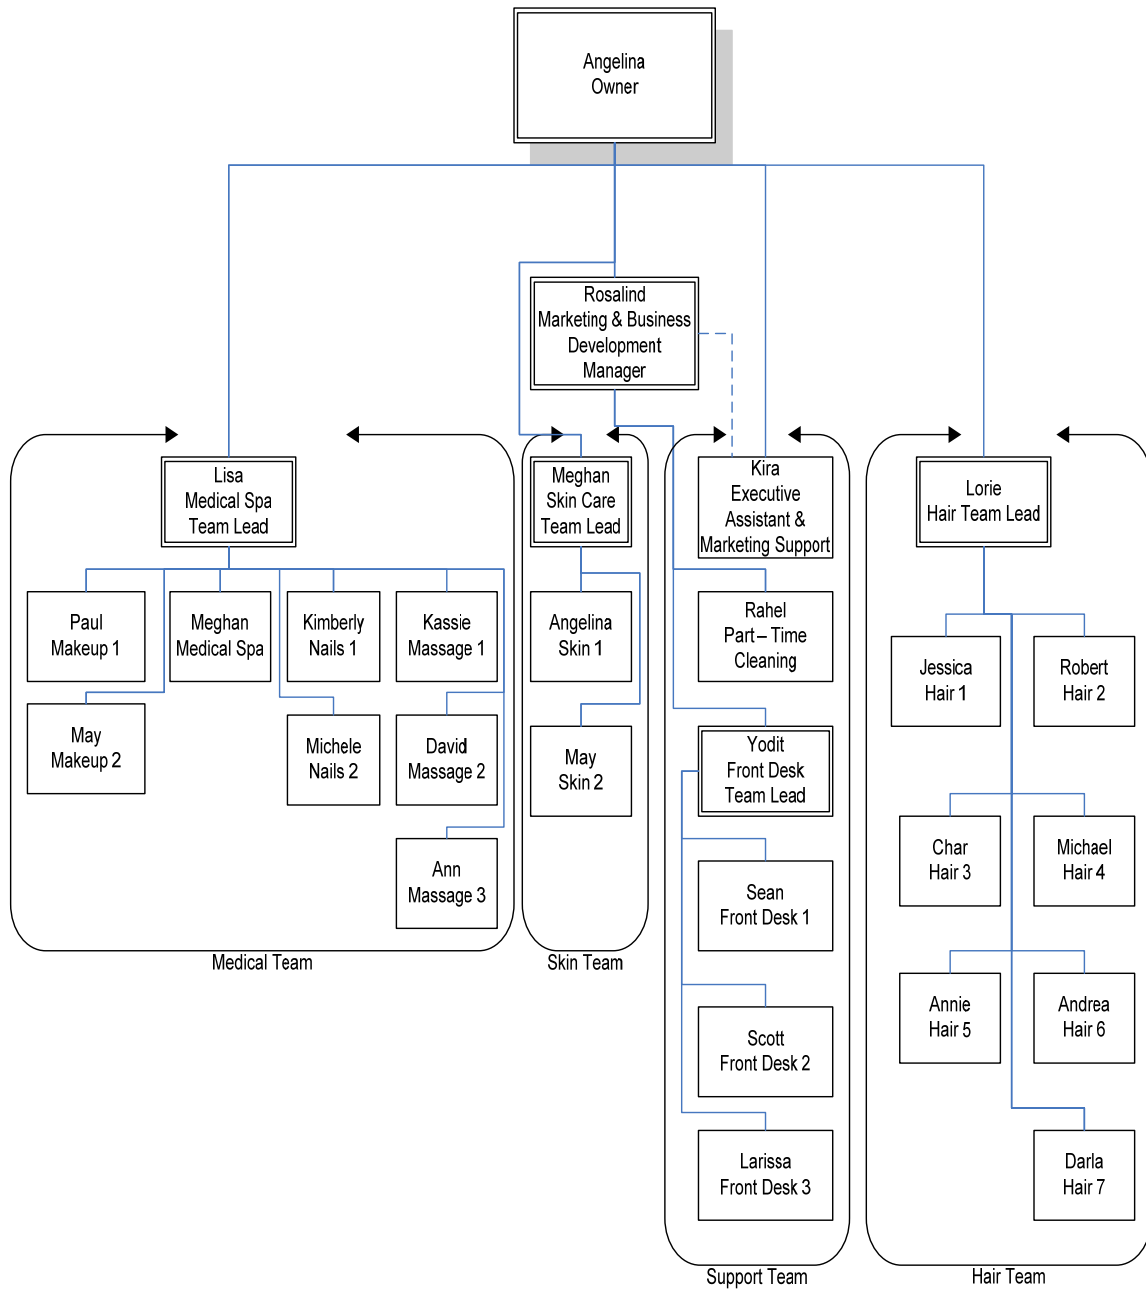 Angelina
Owner
Rosalind
Marketing & Business
Development
Manager
Lisa
Medical Spa
Team Lead
Meghan
Skin Care
Team Lead
Kira
Executive
Assistant &
Marketing Support
Lorie
Hair Team Lead
Paul
Makeup 1
Meghan
Medical Spa
Kimberly
Nails 1
Kassie
Massage 1
Angelina
Skin 1
Rahel
Part – Time
Cleaning
Jessica
Hair 1
Robert
Hair 2
May
Makeup 2
Michele
Nails 2
David
Massage 2
May
Skin 2
Yodit
Front Desk
Team Lead
Char
Hair 3
Michael
Hair 4
Ann
Massage 3
Sean
Front Desk 1
Medical Team
Skin Team
Annie
Hair 5
Andrea
Hair 6
Scott
Front Desk 2
Larissa
Front Desk 3
Darla
Hair 7
Support Team
Hair Team